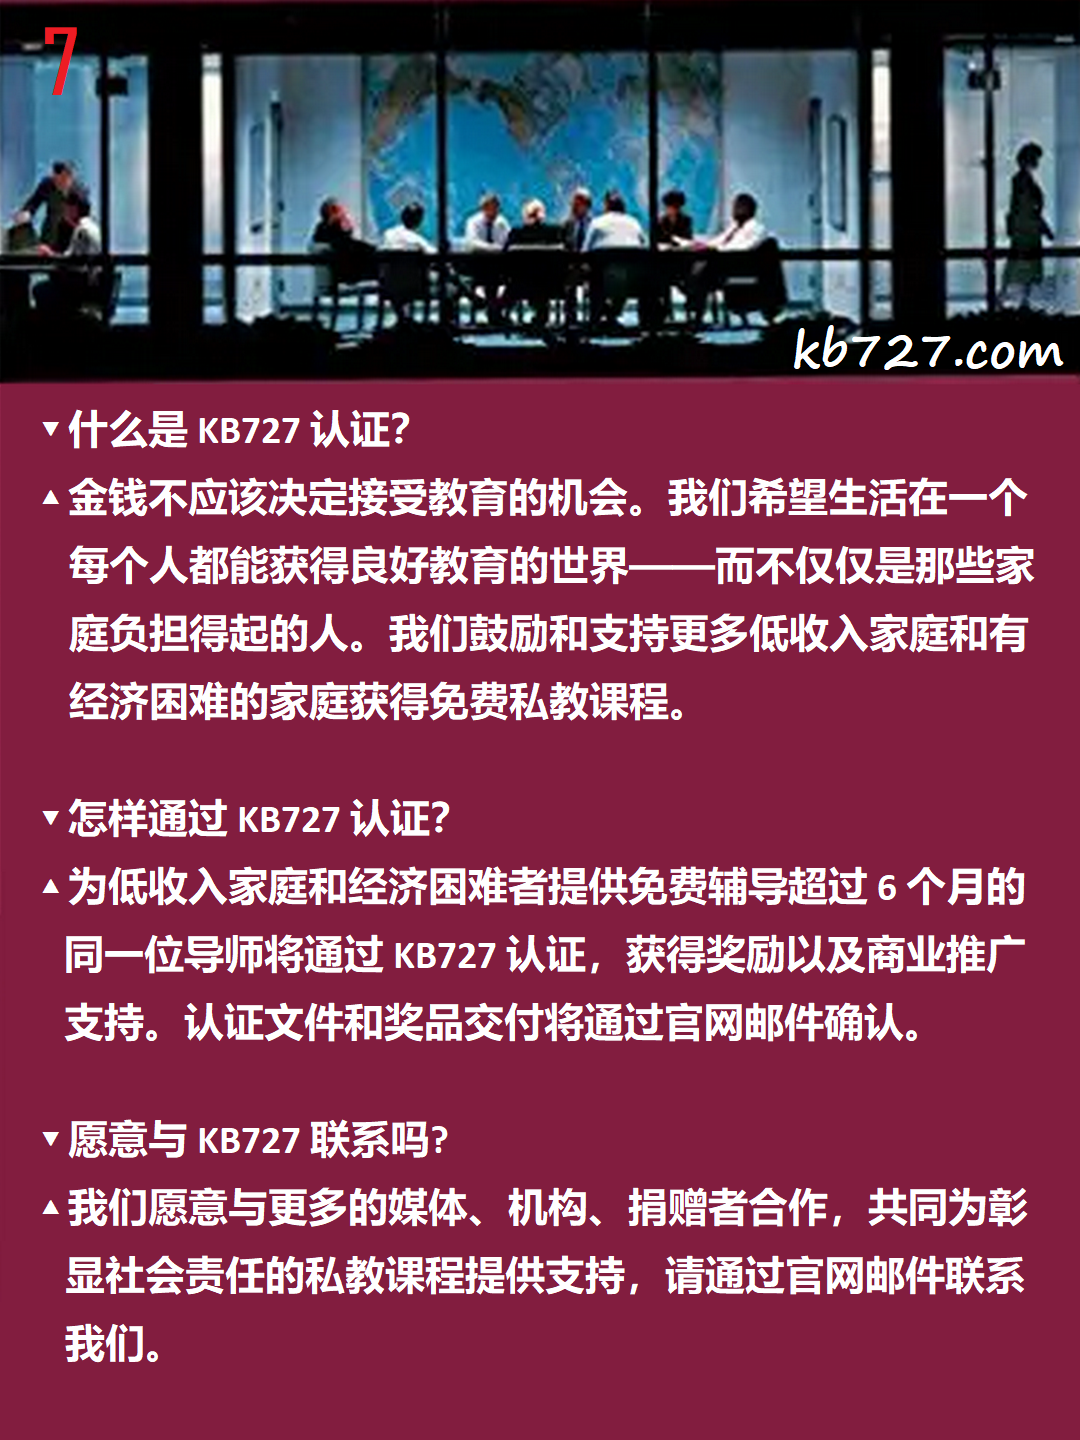 7
kb727.com
▼ 什么是 KB727 认证？
▲ 金钱不应该决定接受教育的机会。我们希望生活在一个
每个人都能获得良好教育的世界——而不仅仅是那些家
庭负担得起的人。我们鼓励和支持更多低收入家庭和有
经济困难的家庭获得免费私教课程。
▼ 怎样通过 KB727 认证？
▲ 为低收入家庭和经济困难者提供免费辅导超过 6 个月的
同一位导师将通过 KB727 认证，获得奖励以及商业推广
支持。认证文件和奖品交付将通过官网邮件确认。
▼ 愿意与 KB727 联系吗?
▲ 我们愿意与更多的媒体、机构、捐赠者合作，共同为彰
显社会责任的私教课程提供支持，请通过官网邮件联系
我们。